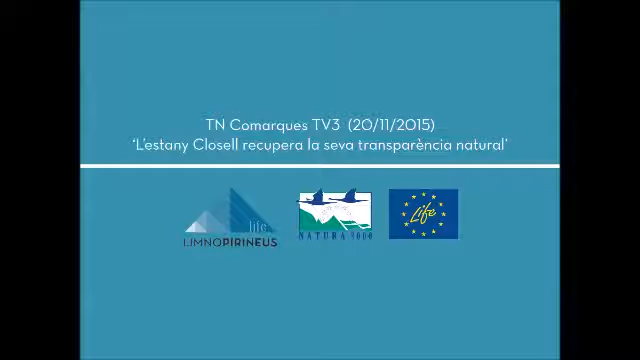 TN Comarques TV3 (20/11/2015)
'L'estany Closell recupera la seva transparència natural'
life
LIMNOPIRINEUS
NATURA 2000
Life